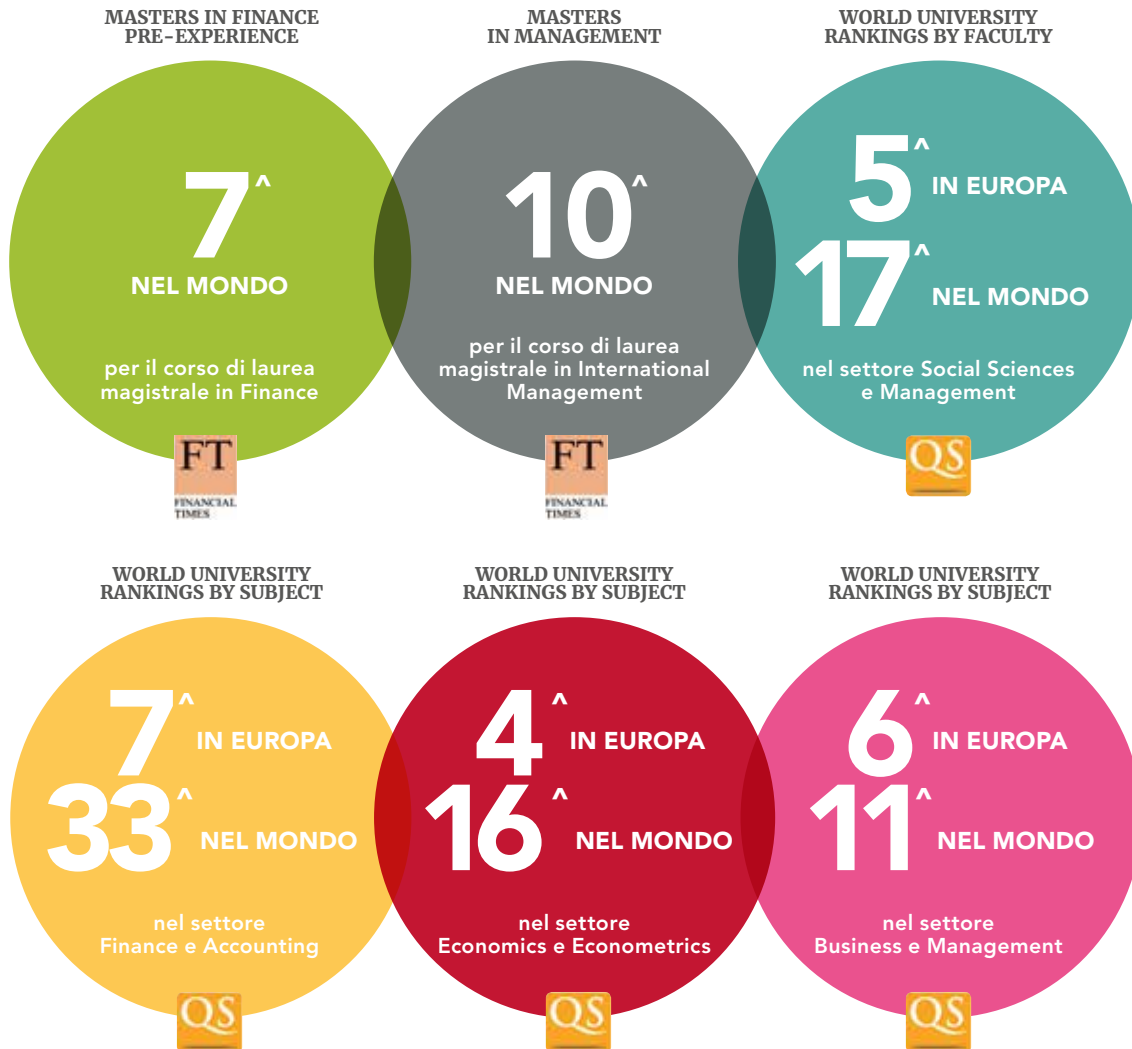 MASTERS IN FINANCE
PRE-EXPERIENCE
7^
NEL MONDO
per il corso di laurea
magistrale in Finance
FT
FINANCIAL
TIMES
MASTERS
IN MANAGEMENT
10^
NEL MONDO
per il corso di laurea
magistrale in International
Management
FT
FINANCIAL
TIMES
WORLD UNIVERSITY
RANKINGS BY FACULTY
5^ IN EUROPA
17^ NEL MONDO
nel settore Social Sciences
e Management
QS
WORLD UNIVERSITY
RANKINGS BY SUBJECT
7^ IN EUROPA
33^ NEL MONDO
nel settore
Finance e Accounting
QS
WORLD UNIVERSITY
RANKINGS BY SUBJECT
4^ IN EUROPA
16^ NEL MONDO
nel settore
Economics e Econometrics
QS
WORLD UNIVERSITY
RANKINGS BY SUBJECT
6^ IN EUROPA
11^ NEL MONDO
nel settore
Business e Management
QS